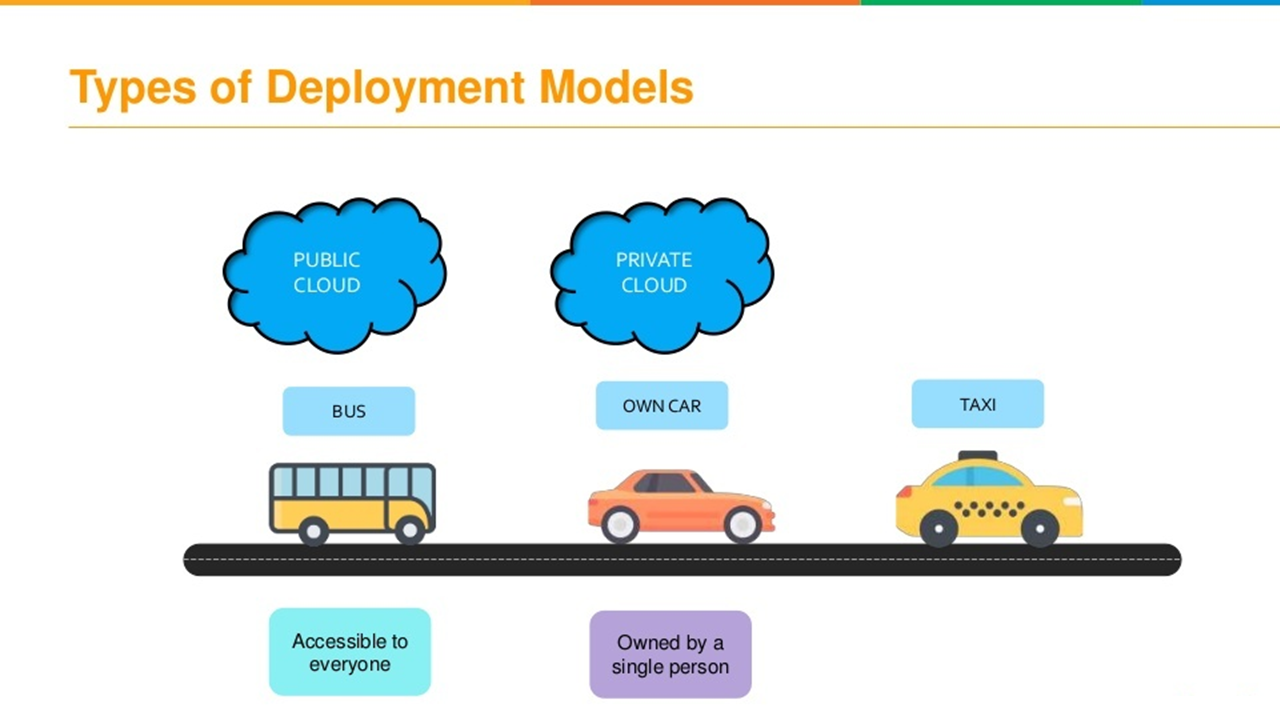 Types of Deployment Models
PUBLIC
CLOUD
PRIVATE
CLOUD
BUS
OWN CAR
TAXI
Accessible to
everyone
Owned by a
single person